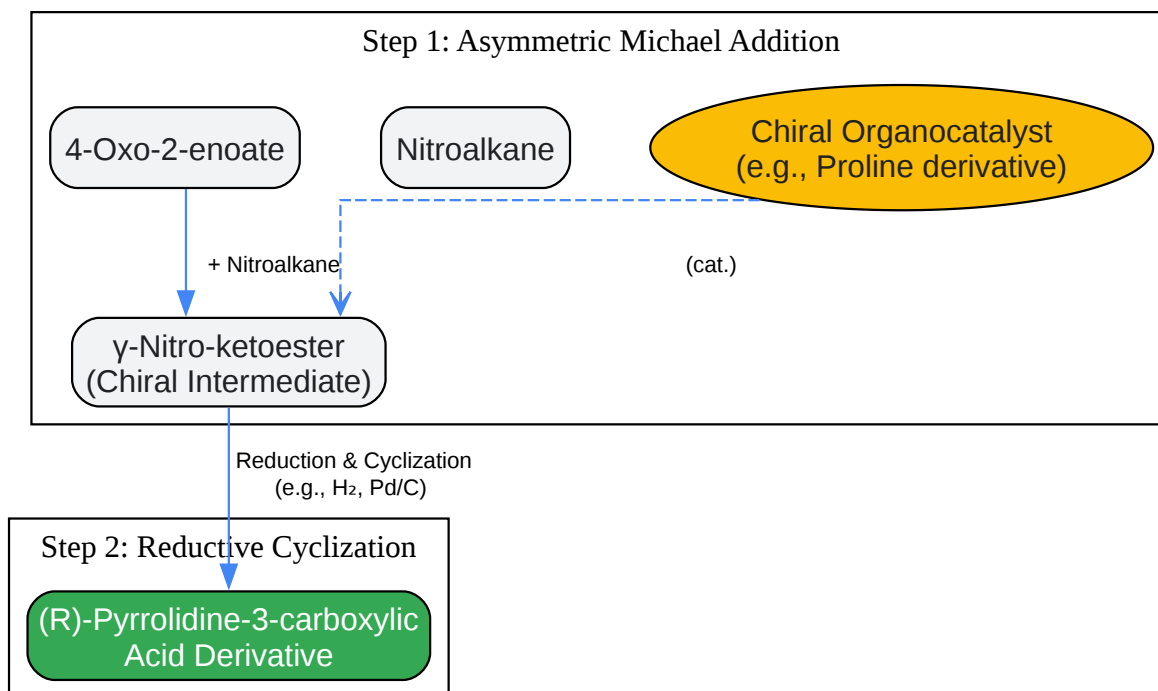 Step 1: Asymmetric Michael Addition
4-Oxo-2-enoate
Nitroalkane
Chiral Organocatalyst
(e.g., Proline derivative)
+ Nitroalkane
(cat.)
γ-Nitro-ketoester
(Chiral Intermediate)
Reduction & Cyclization
(e.g., H₂, Pd/C)
Step 2: Reductive Cyclization
(R)-Pyrrolidine-3-carboxylic
Acid Derivative